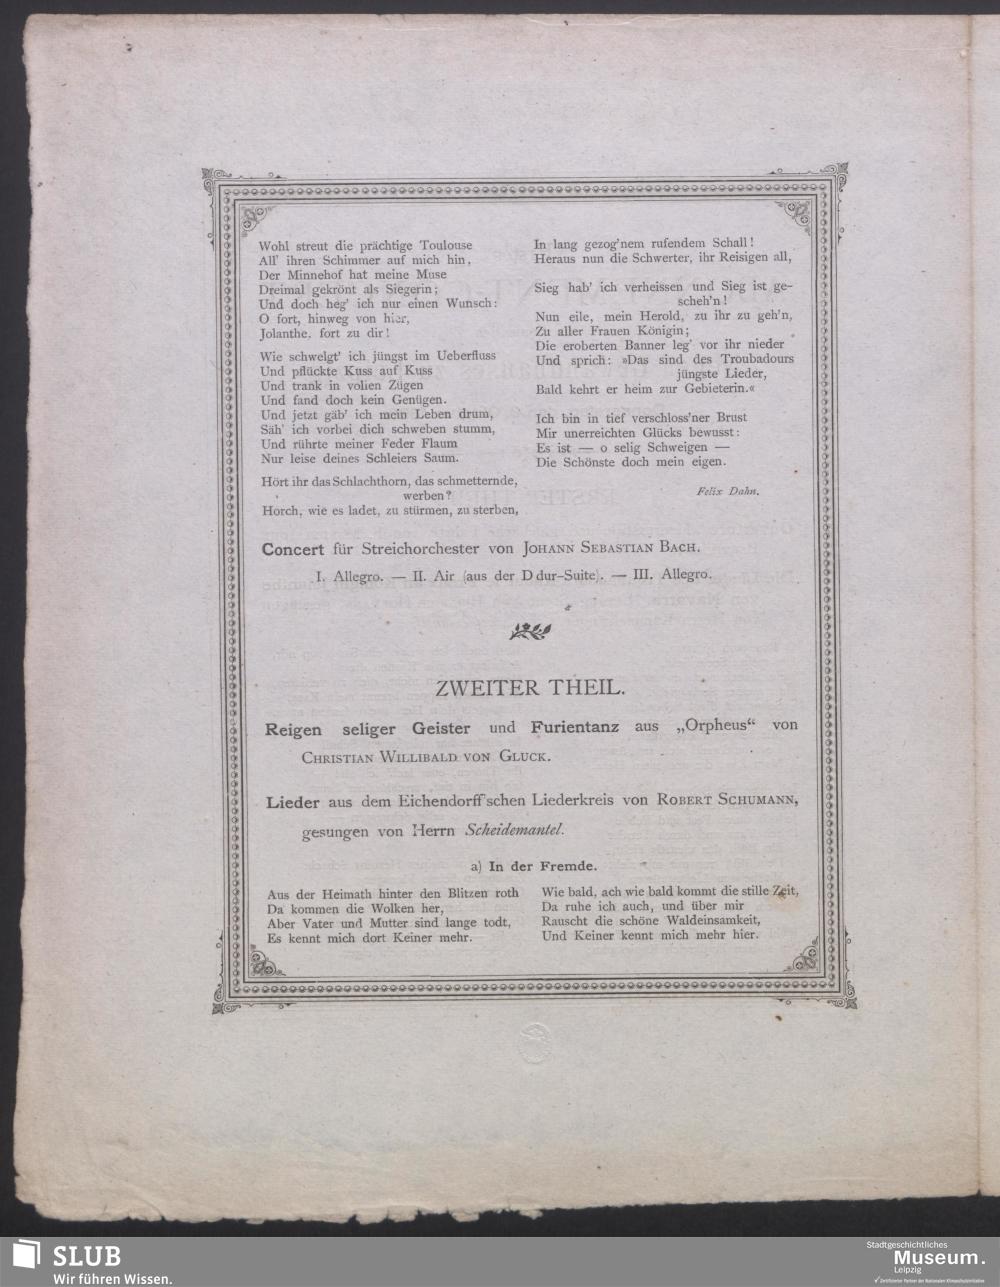 Wohl streut die prächtige Toulouse
All' ihren Schimmer auf mich hin,
Der Minnehof hat meine Muse
Dreimal gekrönt als Siegerin;
Und doch heg' ich nur einen Wunsch:
O fort, hinweg von hier,
Jolanthe, fort zu dir!
Wie schwelgt' ich jüngst im Ueberfluss
Und pflückte Kuss auf Kuss
Und trank in vollen Zügen
Und fand doch kein Genügen.
Und jetzt gäb' ich mein Leben drum,
Säh' ich vorbei dich schweben stumm,
Und rührte meiner Feder Flaum
Nur leise deines Schleiers Saum.
Hört ihr das Schlachthorn, das schmetternde,
werben?
Horch, wie es ladet, zu stürmen, zu sterben,
In lang gezog'nem rufendem Schall!
Heraus nun die Schwerter, ihr Reisigen all,
Sieg hab' ich verheissen und Sieg ist ge-
scheh'n!
Nun eile, mein Herold, zu ihr zu geh'n,
Zu aller Frauen Königin;
Die eroberten Banner leg' vor ihr nieder
Und sprich: »Das sind des Troubadours
jüngste Lieder,
Bald kehrt er heim zur Gebieterin.«
Ich bin in tief verschloss'ner Brust
Mir unerreichten Glücks bewusst:
Es ist — o selig Schweigen —
Die Schönste doch mein eigen.
Felix Dahn.
Concert für Streichorchester von JOHANN SEBASTIAN BACH.
I. Allegro. — II. Air (aus der D dur-Suite). — III. Allegro.
ZWEITER THEIL.
Reigen seliger Geister und Furientanz aus „Orpheus“ von
CHRISTIAN WILLIBALD VON GLUCK.
Lieder aus dem Eichendorff'schen Liederkreis von ROBERT SCHUMANN,
gesungen von Herrn Scheidemantel.
a) In der Fremde.
Aus der Heimath hinter den Blitzen roth
Da kommen die Wolken her,
Aber Vater und Mutter sind lange todt,
Es kennt mich dort Keiner mehr.
Wie bald, ach wie bald kommt die stille Zeit,
Da ruhe ich auch, und über mir
Rauscht die schöne Waldeinsamkeit,
Und Keiner kennt mich mehr hier.
SLUB
Wir führen Wissen.
Stadtgeschichtliches
Museum.
Leipzig
Zertifizierter Partner der Nationalen Klimaschutzinitiative